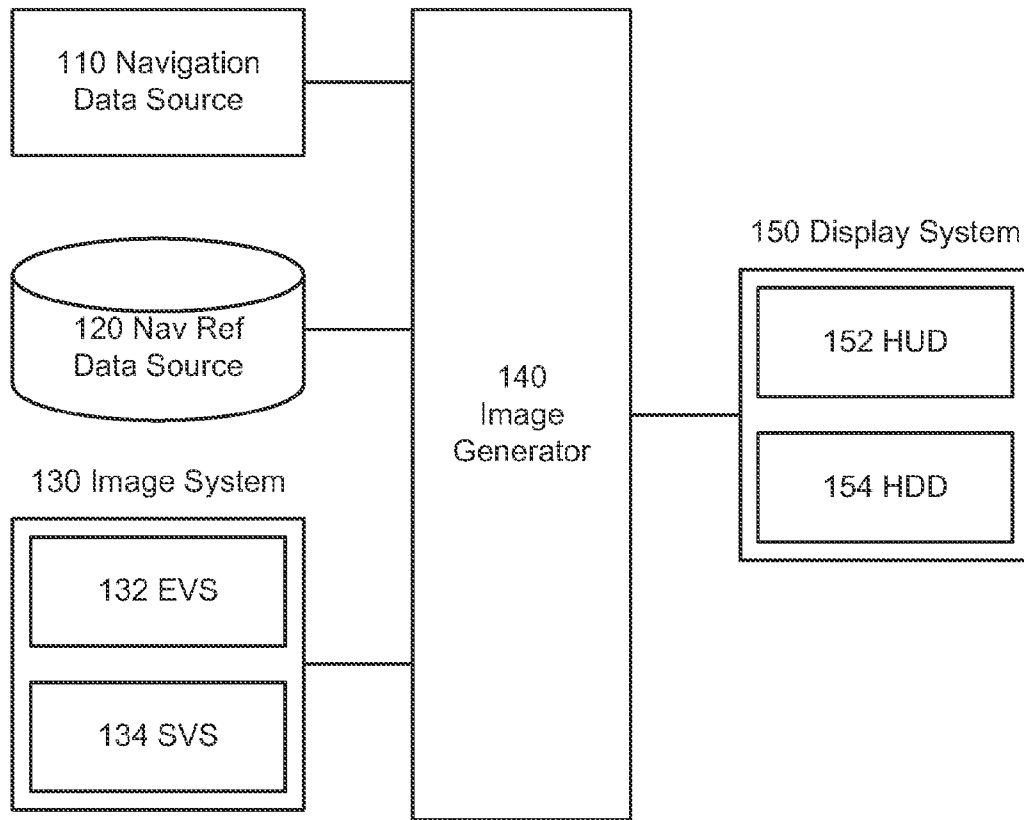 110 Navigation
Data Source
120 Nav Ref
Data Source
130 Image System
132 EVS
134 SVS
140
Image
Generator
150 Display System
152 HUD
154 HDD